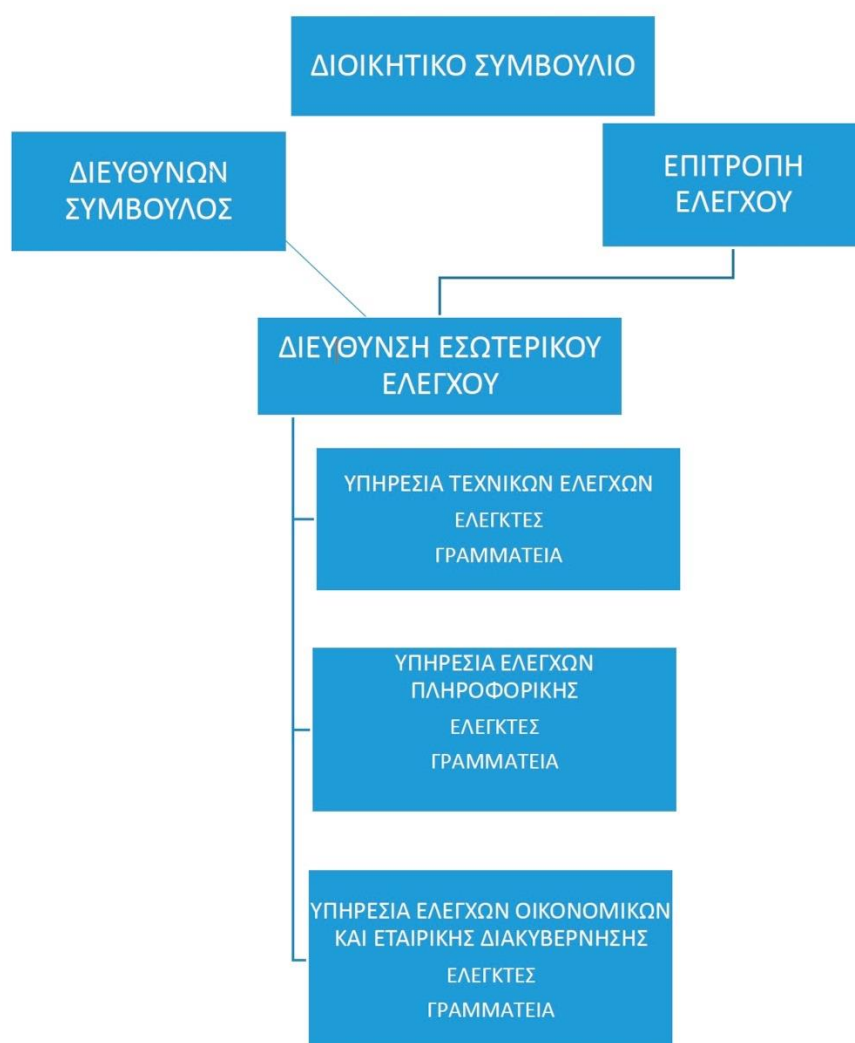 ΔΙΟΙΚΗΤΙΚΟ ΣΥΜΒΟΥΛΙΟ
ΔΙΕΥΘΥΝΩΝ
ΣΥΜΒΟΥΛΟΣ
ΕΠΙΤΡΟΠΗ
ΕΛΕΓΧΟΥ
ΔΙΕΥΘΥΝΣΗ ΕΣΩΤΕΡΙΚΟΥ
ΕΛΕΓΧΟΥ
ΥΠΗΡΕΣΙΑ ΤΕΧΝΙΚΩΝ ΕΛΕΓΧΩΝ
ΕΛΕΓΚΤΕΣ
ΓΡΑΜΜΑΤΕΙΑ
ΥΠΗΡΕΣΙΑ ΕΛΕΓΧΩΝ
ΠΛΗΡΟΦΟΡΙΚΗΣ
ΕΛΕΓΚΤΕΣ
ΓΡΑΜΜΑΤΕΙΑ
ΥΠΗΡΕΣΙΑ ΕΛΕΓΧΩΝ ΟΙΚΟΝΟΜΙΚΩΝ
ΚΑΙ ΕΤΑΙΡΙΚΗΣ ΔΙΑΚΥΒΕΡΝΗΣΗΣ
ΕΛΕΓΚΤΕΣ
ΓΡΑΜΜΑΤΕΙΑ